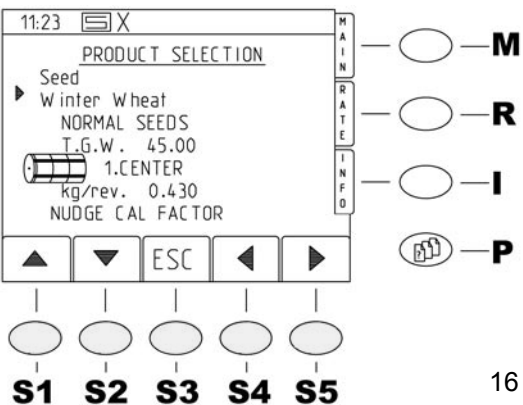 11:23 S X
PRODUCT SELECTION
Seed
Winter Wheat
NORMAL SEEDS
T.G.W. 45.00
1.CENTER
kg/rev. 0.430
NUDGE CAL FACTOR
ESC
MAIN
RATE
INFO
M
R
I
P
S1 S2 S3 S4 S5
16